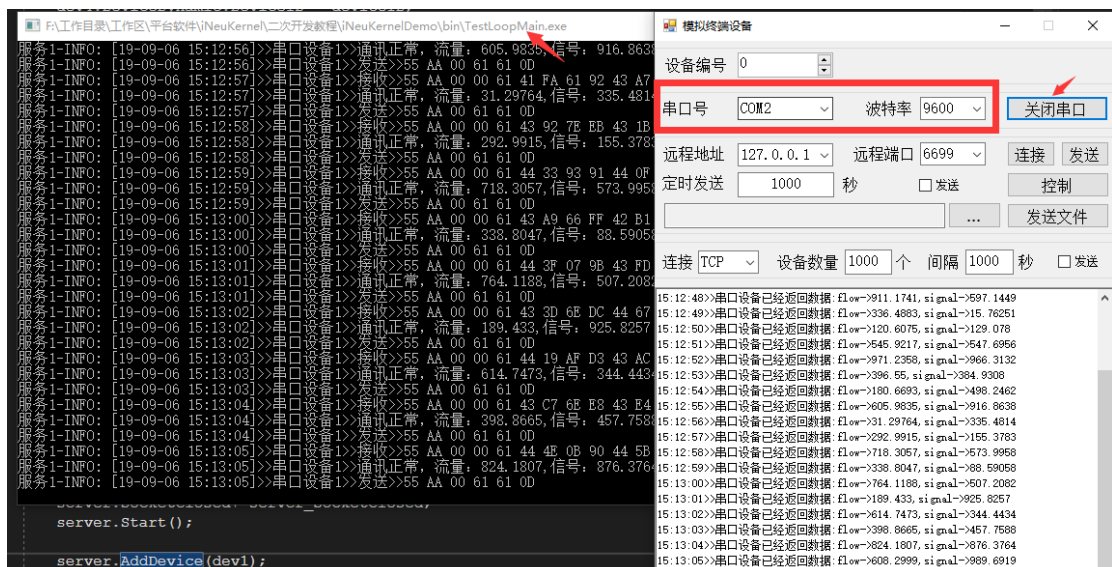 F:\工作目录\工作区\平台软件\iNeuKernel\二次开发教程\iNeuKernelDemo\bin\TestLoopMain.exe
服务1-INFO: [19-09-06 15:12:56]>>串口设备1>>通讯正常, 流量: 605.9835,信号: 916.8638
服务1-INFO: [19-09-06 15:12:56]>>串口设备1>>发送>>55 AA 00 61 61 0D
服务1-INFO: [19-09-06 15:12:57]>>串口设备1>>接收>>55 AA 00 00 61 41 FA 61 92 43 A7
服务1-INFO: [19-09-06 15:12:57]>>串口设备1>>通讯正常, 流量: 31.29764,信号: 335.4814
服务1-INFO: [19-09-06 15:12:57]>>串口设备1>>发送>>55 AA 00 61 61 0D
服务1-INFO: [19-09-06 15:12:58]>>串口设备1>>接收>>55 AA 00 00 61 43 92 7E EB 43 1B
服务1-INFO: [19-09-06 15:12:58]>>串口设备1>>通讯正常, 流量: 292.9915,信号: 155.3783
服务1-INFO: [19-09-06 15:12:58]>>串口设备1>>发送>>55 AA 00 61 61 0D
服务1-INFO: [19-09-06 15:12:59]>>串口设备1>>接收>>55 AA 00 00 61 44 33 93 91 44 0F
服务1-INFO: [19-09-06 15:12:59]>>串口设备1>>通讯正常, 流量: 718.3057,信号: 573.9958
服务1-INFO: [19-09-06 15:12:59]>>串口设备1>>发送>>55 AA 00 61 61 0D
服务1-INFO: [19-09-06 15:13:00]>>串口设备1>>接收>>55 AA 00 00 61 43 A9 66 FF 42 B1
服务1-INFO: [19-09-06 15:13:00]>>串口设备1>>通讯正常, 流量: 338.8047,信号: 88.59058
服务1-INFO: [19-09-06 15:13:00]>>串口设备1>>发送>>55 AA 00 61 61 0D
服务1-INFO: [19-09-06 15:13:01]>>串口设备1>>接收>>55 AA 00 00 61 44 3F 07 9B 43 FD
服务1-INFO: [19-09-06 15:13:01]>>串口设备1>>通讯正常, 流量: 764.1188,信号: 507.2082
服务1-INFO: [19-09-06 15:13:01]>>串口设备1>>发送>>55 AA 00 61 61 0D
服务1-INFO: [19-09-06 15:13:02]>>串口设备1>>接收>>55 AA 00 00 61 43 3D 6E DC 44 67
服务1-INFO: [19-09-06 15:13:02]>>串口设备1>>通讯正常, 流量: 189.433,信号: 925.8257
服务1-INFO: [19-09-06 15:13:02]>>串口设备1>>发送>>55 AA 00 61 61 0D
服务1-INFO: [19-09-06 15:13:03]>>串口设备1>>接收>>55 AA 00 00 61 44 19 AF D3 43 AC
服务1-INFO: [19-09-06 15:13:03]>>串口设备1>>通讯正常, 流量: 614.7473,信号: 344.4434
服务1-INFO: [19-09-06 15:13:03]>>串口设备1>>发送>>55 AA 00 61 61 0D
服务1-INFO: [19-09-06 15:13:04]>>串口设备1>>接收>>55 AA 00 00 61 43 C7 6E E8 43 E4
服务1-INFO: [19-09-06 15:13:04]>>串口设备1>>通讯正常, 流量: 398.8665,信号: 457.7588
服务1-INFO: [19-09-06 15:13:04]>>串口设备1>>发送>>55 AA 00 61 61 0D
服务1-INFO: [19-09-06 15:13:05]>>串口设备1>>接收>>55 AA 00 00 61 44 4E 0B 90 44 5B
服务1-INFO: [19-09-06 15:13:05]>>串口设备1>>通讯正常, 流量: 824.1807,信号: 876.3764
服务1-INFO: [19-09-06 15:13:05]>>串口设备1>>发送>>55 AA 00 61 61 0D
server.Start();
server.AddDevice(dev1);
模拟终端设备
设备编号 0
串口号 COM2 波特率 9600 关闭串口
远程地址 127.0.0.1 远程端口 6699 连接 发送
定时发送 1000 秒 发送 控制
... 发送文件
连接 TCP 设备数量 1000 个 间隔 1000 秒 发送
15:12:48>>串口设备已经返回数据:flow->911.1741,signal->597.1449
15:12:49>>串口设备已经返回数据:flow->336.4883,signal->15.76251
15:12:50>>串口设备已经返回数据:flow->120.6075,signal->129.078
15:12:51>>串口设备已经返回数据:flow->545.9217,signal->547.6956
15:12:52>>串口设备已经返回数据:flow->971.2358,signal->966.3132
15:12:53>>串口设备已经返回数据:flow->396.55,signal->384.9308
15:12:54>>串口设备已经返回数据:flow->180.6693,signal->498.2462
15:12:55>>串口设备已经返回数据:flow->605.9835,signal->916.8638
15:12:56>>串口设备已经返回数据:flow->31.29764,signal->335.4814
15:12:57>>串口设备已经返回数据:flow->292.9915,signal->155.3783
15:12:58>>串口设备已经返回数据:flow->718.3057,signal->573.9958
15:12:59>>串口设备已经返回数据:flow->338.8047,signal->88.59058
15:13:00>>串口设备已经返回数据:flow->764.1188,signal->507.2082
15:13:01>>串口设备已经返回数据:flow->189.433,signal->925.8257
15:13:02>>串口设备已经返回数据:flow->614.7473,signal->344.4434
15:13:03>>串口设备已经返回数据:flow->398.8665,signal->457.7588
15:13:04>>串口设备已经返回数据:flow->824.1807,signal->876.3764
15:13:05>>串口设备已经返回数据:flow->608.2999,signal->989.6919